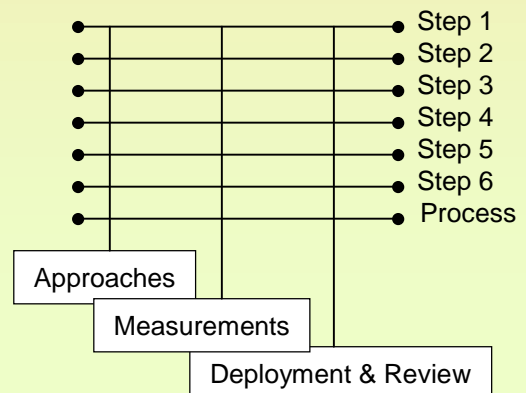 Step 1
Step 2
Step 3
Step 4
Step 5
Step 6
Process
Approaches
Measurements
Deployment & Review